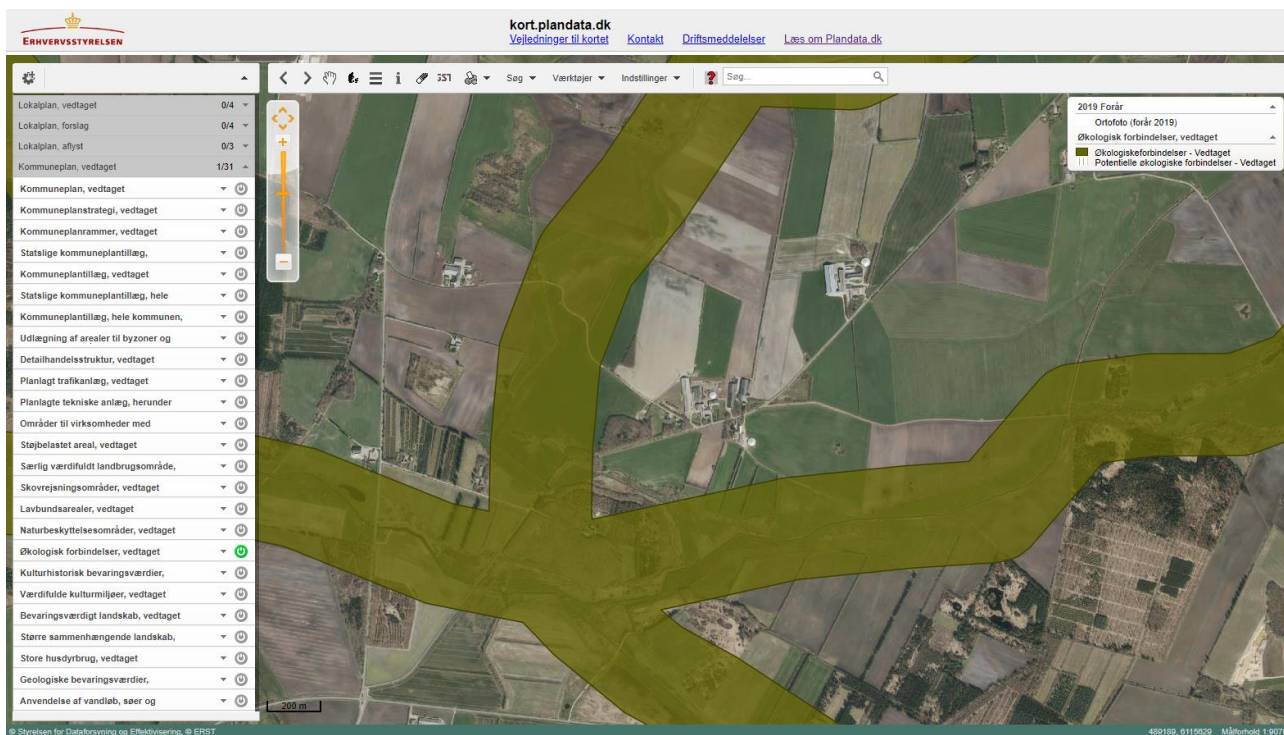 ERHVERVSSTYRELSEN
kort.plandata.dk
Vejledninger til kortet Kontakt Driftsmeddelelser Læs om Plandata.dk
Søg Værktøjer Indstillinger ? Søg...
Lokalplan, vedtaget 0/4
Lokalplan, forslag 0/4
Lokalplan, aflyst 0/3
Kommuneplan, vedtaget 1/31
Kommuneplan, vedtaget
Kommuneplanstrategi, vedtaget
Kommuneplanrammer, vedtaget
Statslige kommuneplantillæg,
Kommuneplantillæg, vedtaget
Statslige kommuneplantillæg, hele
Kommuneplantillæg, hele kommunen,
Udlægning af arealer til byzoner og
Detailhandelsstruktur, vedtaget
Planlagt trafikanlæg, vedtaget
Planlagte tekniske anlæg, herunder
Områder til virksomheder med
Støjbelastet areal, vedtaget
Særlig værdifuldt landbrugsområde,
Skovrejsningsområder, vedtaget
Lavbundsarealer, vedtaget
Naturbeskyttelsesområder, vedtaget
Økologisk forbindelser, vedtaget
Kulturhistorisk bevaringsværdier,
Værdifulde kulturmiljøer, vedtaget
Bevaringsværdigt landskab, vedtaget
Større sammenhængende landskab,
Store husdyrbrug, vedtaget
Geologiske bevaringsværdier,
Anvendelse af vandløb, søer og
2019 Forår
Ortofoto (forår 2019)
Økologisk forbindelser, vedtaget
Økologiskeforbindelser - Vedtaget
Potentielle økologiske forbindelser - Vedtaget
200 m
© Styrelsen for Dataforsyning og Effektivisering, © ERST
489189, 6115629 Målforhold